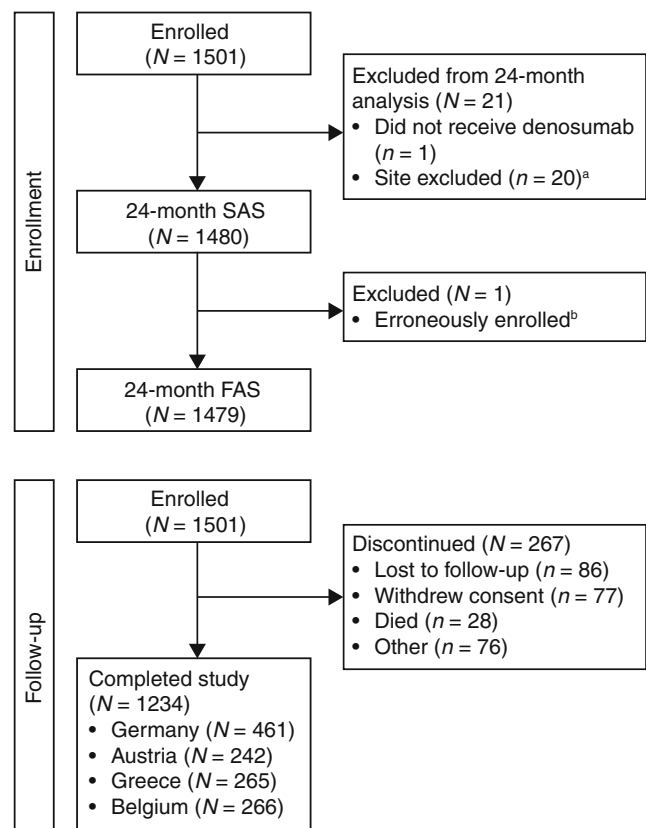 Enrollment
Enrolled
(N = 1501)
Excluded from 24-month
analysis (N = 21)
• Did not receive denosumab
(n = 1)
• Site excluded (n = 20)ᵃ
24-month SAS
(N = 1480)
Excluded (N = 1)
• Erroneously enrolledᵇ
24-month FAS
(N = 1479)
Follow-up
Enrolled
(N = 1501)
Discontinued (N = 267)
• Lost to follow-up (n = 86)
• Withdrew consent (n = 77)
• Died (n = 28)
• Other (n = 76)
Completed study
(N = 1234)
• Germany (N = 461)
• Austria (N = 242)
• Greece (N = 265)
• Belgium (N = 266)